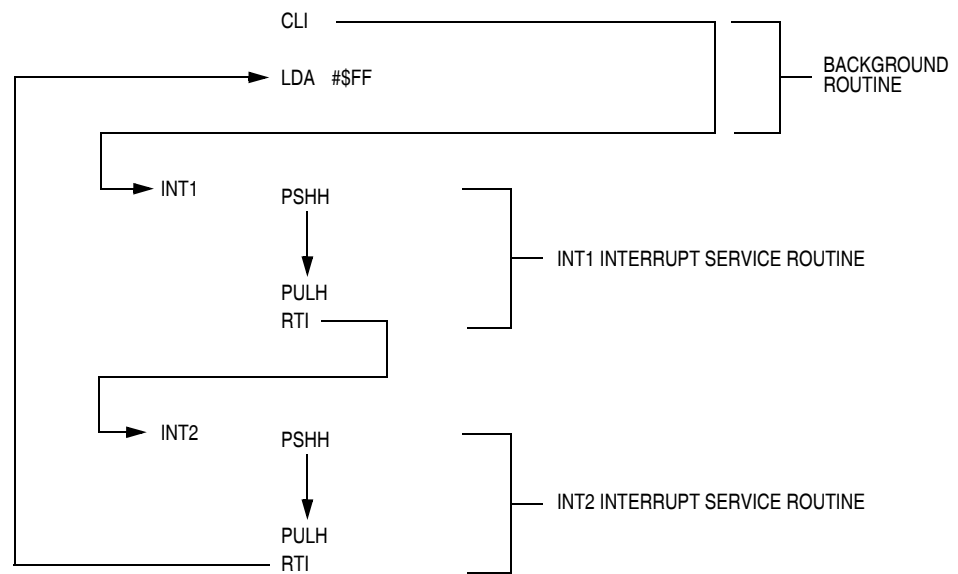 CLI
LDA #$FF
BACKGROUND
ROUTINE
INT1
PSHH
INT1 INTERRUPT SERVICE ROUTINE
PULH
RTI
INT2
PSHH
INT2 INTERRUPT SERVICE ROUTINE
PULH
RTI